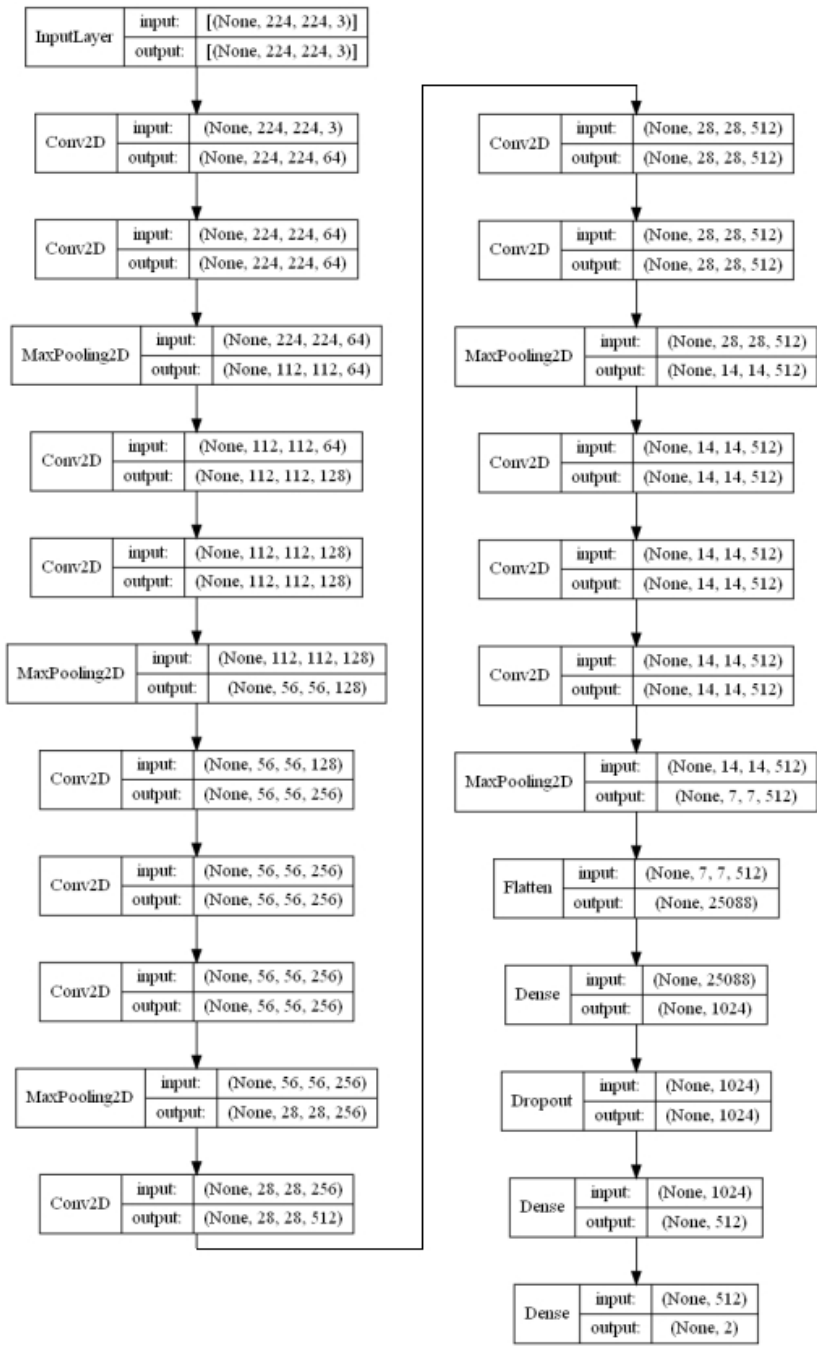 InputLayer
input: [(None, 224, 224, 3)]
output: [(None, 224, 224, 3)]
Conv2D
input: (None, 224, 224, 3)
output: (None, 224, 224, 64)
Conv2D
input: (None, 224, 224, 64)
output: (None, 224, 224, 64)
MaxPooling2D
input: (None, 224, 224, 64)
output: (None, 112, 112, 64)
Conv2D
input: (None, 112, 112, 64)
output: (None, 112, 112, 128)
Conv2D
input: (None, 112, 112, 128)
output: (None, 112, 112, 128)
MaxPooling2D
input: (None, 112, 112, 128)
output: (None, 56, 56, 128)
Conv2D
input: (None, 56, 56, 128)
output: (None, 56, 56, 256)
Conv2D
input: (None, 56, 56, 256)
output: (None, 56, 56, 256)
Conv2D
input: (None, 56, 56, 256)
output: (None, 56, 56, 256)
MaxPooling2D
input: (None, 56, 56, 256)
output: (None, 28, 28, 256)
Conv2D
input: (None, 28, 28, 256)
output: (None, 28, 28, 512)
Conv2D
input: (None, 28, 28, 512)
output: (None, 28, 28, 512)
Conv2D
input: (None, 28, 28, 512)
output: (None, 28, 28, 512)
MaxPooling2D
input: (None, 28, 28, 512)
output: (None, 14, 14, 512)
Conv2D
input: (None, 14, 14, 512)
output: (None, 14, 14, 512)
Conv2D
input: (None, 14, 14, 512)
output: (None, 14, 14, 512)
Conv2D
input: (None, 14, 14, 512)
output: (None, 14, 14, 512)
MaxPooling2D
input: (None, 14, 14, 512)
output: (None, 7, 7, 512)
Flatten
input: (None, 7, 7, 512)
output: (None, 25088)
Dense
input: (None, 25088)
output: (None, 1024)
Dropout
input: (None, 1024)
output: (None, 1024)
Dense
input: (None, 1024)
output: (None, 512)
Dense
input: (None, 512)
output: (None, 2)